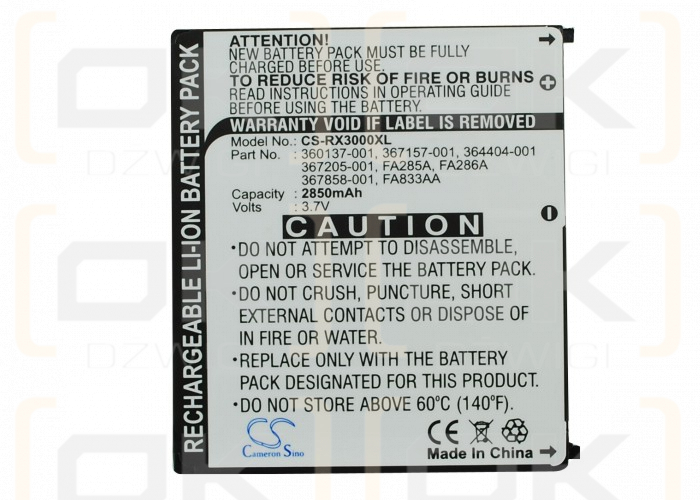 RECHARGEABLE LI-ION BATTERY PACK
ATTENTION!
NEW BATTERY PACK MUST BE FULLY
CHARGED BEFORE USE.
TO REDUCE RISK OF FIRE OR BURNS
READ INSTRUCTIONS IN OPERATING GUIDE
BEFORE USING THE BATTERY.
WARRANTY VOID IF LABEL IS REMOVED
Model No.: CS-RX3000XL
Part No. : 360137-001, 367157-001, 364404-001
367205-001, FA285A, FA286A
367858-001, FA833AA
Capacity : 2850mAh
Volts : 3.7V
CAUTION
•DO NOT ATTEMPT TO DISASSEMBLE,
OPEN OR SERVICE THE BATTERY PACK.
•DO NOT CRUSH, PUNCTURE, SHORT
EXTERNAL CONTACTS OR DISPOSE OF
IN FIRE OR WATER.
•REPLACE ONLY WITH THE BATTERY
PACK DESIGNATED FOR THIS PRODUCT.
•DO NOT STORE ABOVE 60°C (140°F).
CS
Cameron Sino
CE
Made in China
OK
DZWIGI